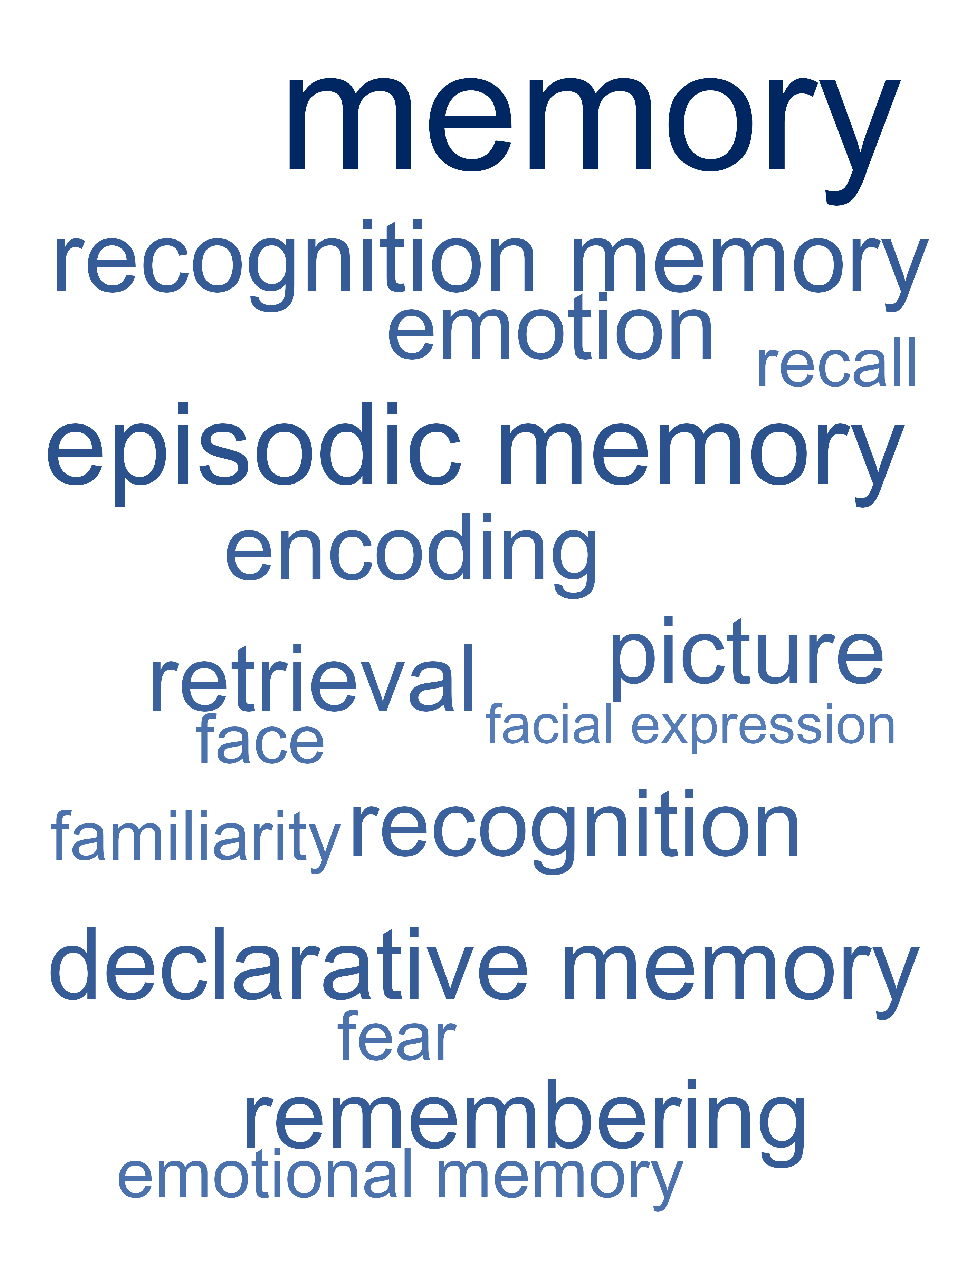 memory
recognition memory
emotion
recall
episodic memory
encoding
picture
retrieval
facial expression
face
familiarity
recognition
declarative memory
fear
remembering
emotional memory